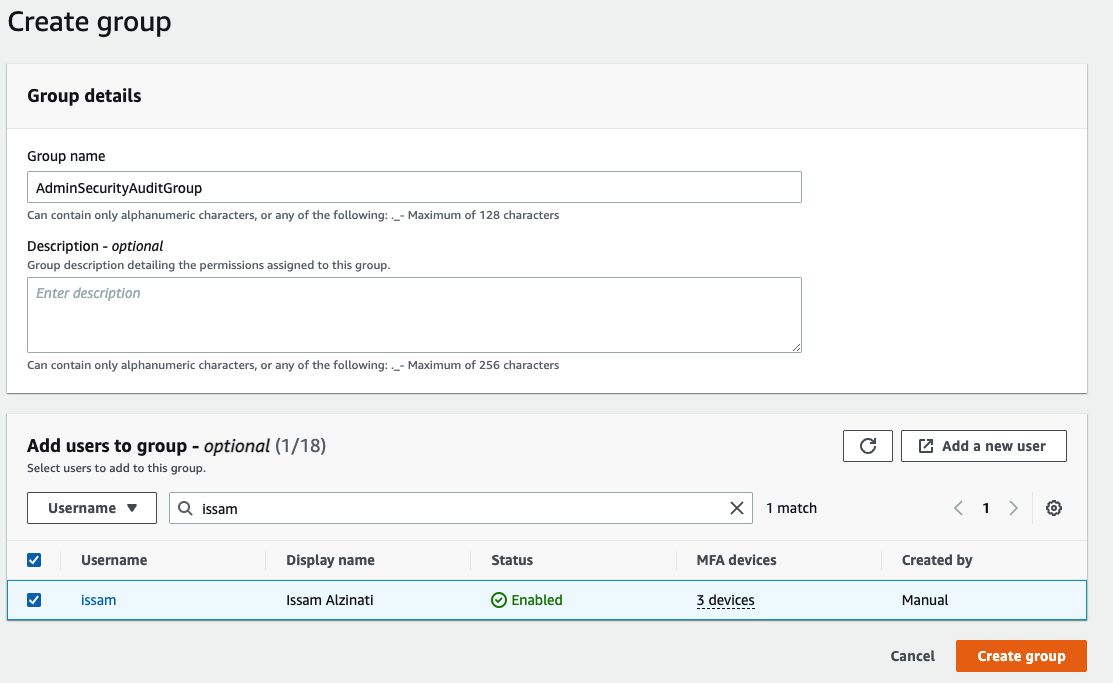 Create group
Group details
Group name
AdminSecurityAuditGroup
Can contain only alphanumeric characters, or any of the following: ._- Maximum of 128 characters
Description - optional
Group description detailing the permissions assigned to this group.
Enter description
Can contain only alphanumeric characters, or any of the following: ._- Maximum of 256 characters
Add users to group - optional (1/18)
Add a new user
Select users to add to this group.
Username
issam
1 match
1
Username Display name Status MFA devices Created by
issam Issam Alzinati Enabled 3 devices Manual
Cancel Create group